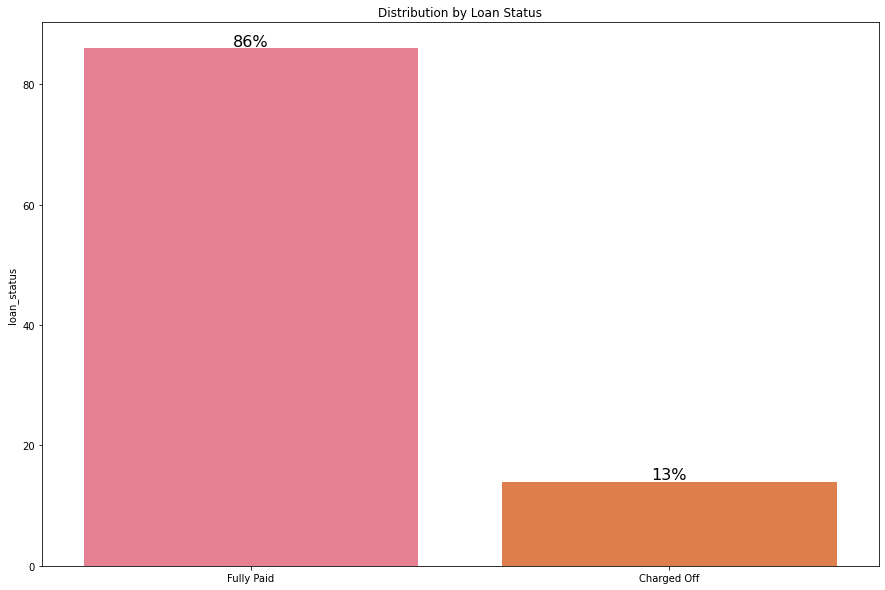 Distribution by Loan Status
86%
13%
80
60
40
20
0
loan_status
Fully Paid
Charged Off